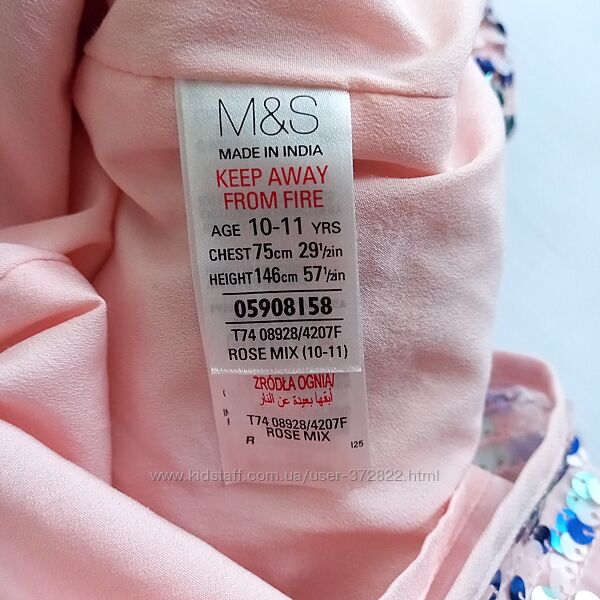 M&S
MADE IN INDIA
KEEP AWAY
FROM FIRE
AGE 10-11 YRS
CHEST 75cm 29½in
HEIGHT 146cm 57½in
05908158
T74 08928/4207F
ROSE MIX (10-11)
ŹRÓDŁA OGNIA/
أبقها بعيدة عن النار
T74 08928/4207F
R ROSE MIX
I25
www.kidstaff.com.ua/user-372822.html